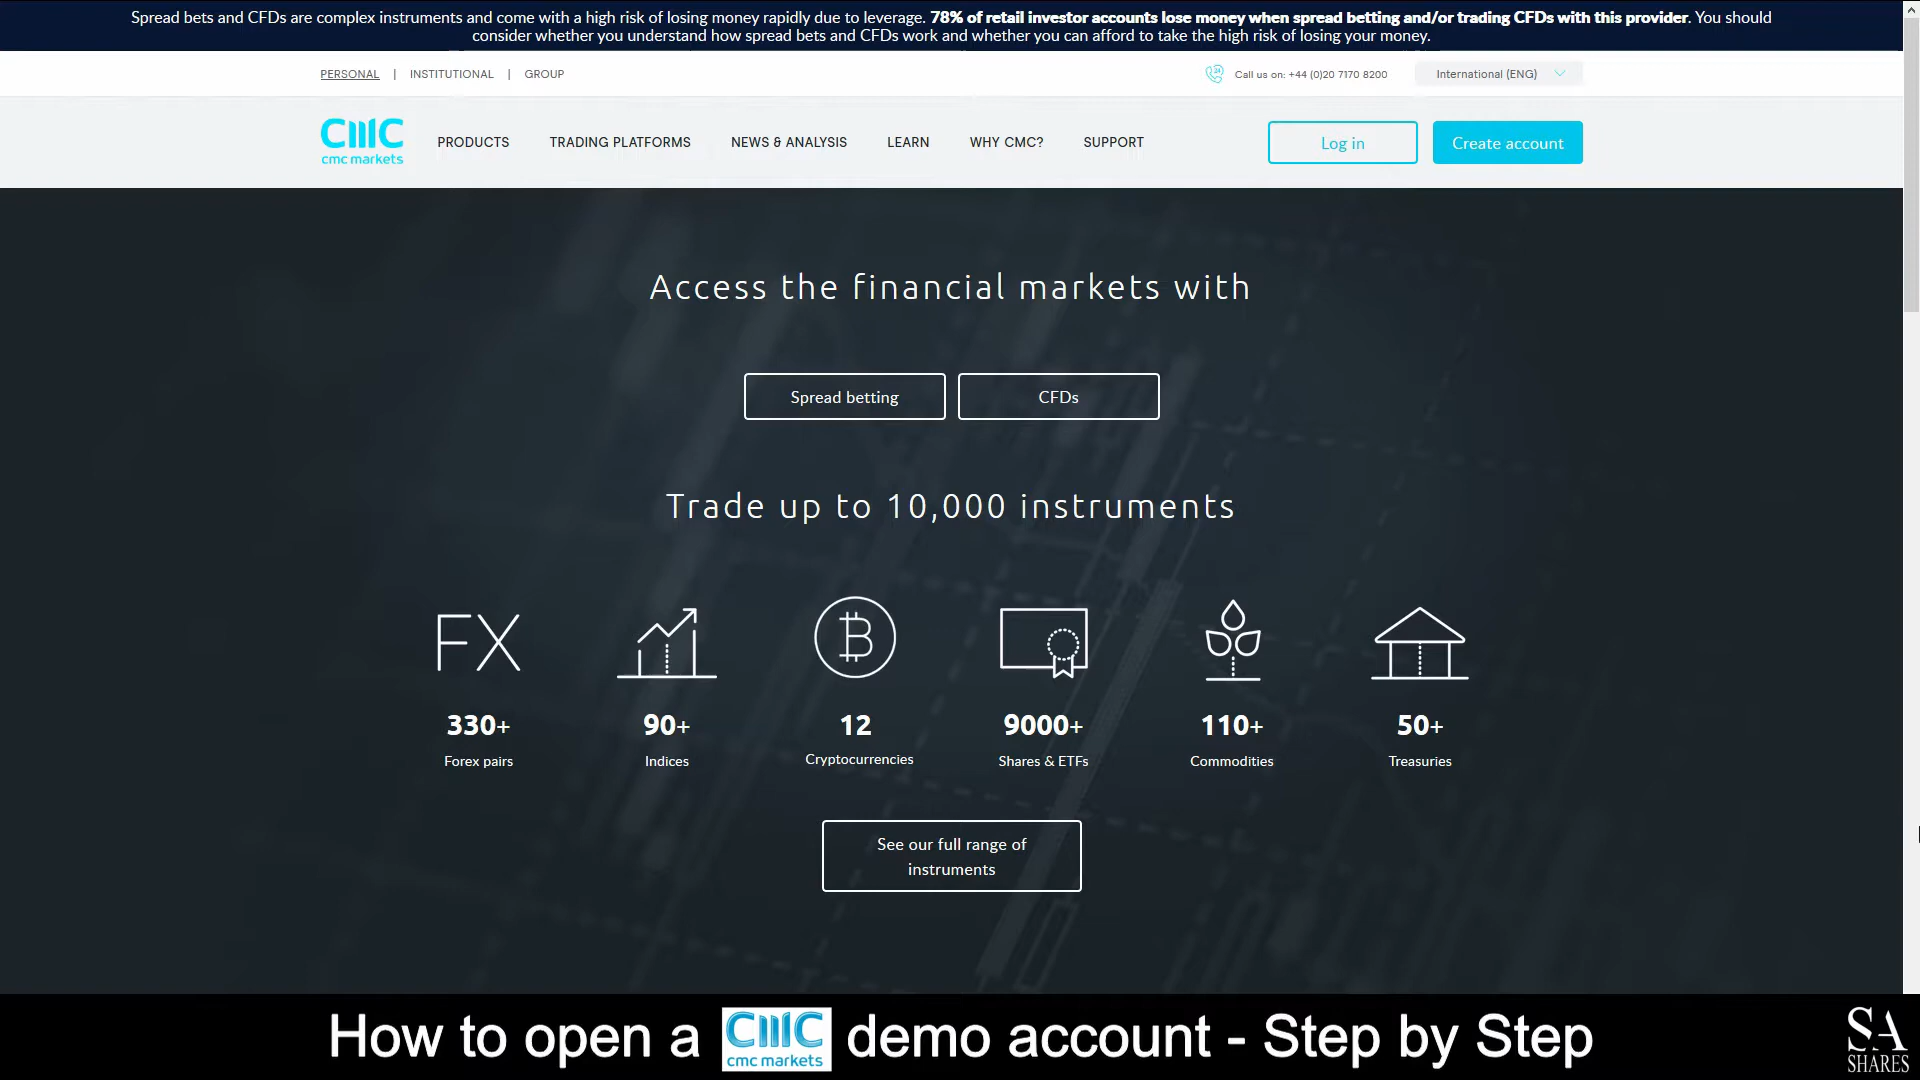 Spread bets and CFDs are complex instruments and come with a high risk of losing money rapidly due to leverage. 78% of retail investor accounts lose money when spread betting and/or trading CFDs with this provider. You should
consider whether you understand how spread bets and CFDs work and whether you can afford to take the high risk of losing your money.
PERSONAL | INSTITUTIONAL | GROUP
24 Call us on: +44 (0)20 7170 8200
International (ENG)
CMC
cmc markets
PRODUCTS TRADING PLATFORMS NEWS & ANALYSIS LEARN WHY CMC? SUPPORT
Log in
Create account
Access the financial markets with
Spread betting CFDs
Trade up to 10,000 instruments
FX
330+ 90+ 12 9000+ 110+ 50+
Forex pairs Indices Cryptocurrencies Shares & ETFs Commodities Treasuries
See our full range of
instruments
How to open a CMC cmc markets demo account - Step by Step
SA
SHARES